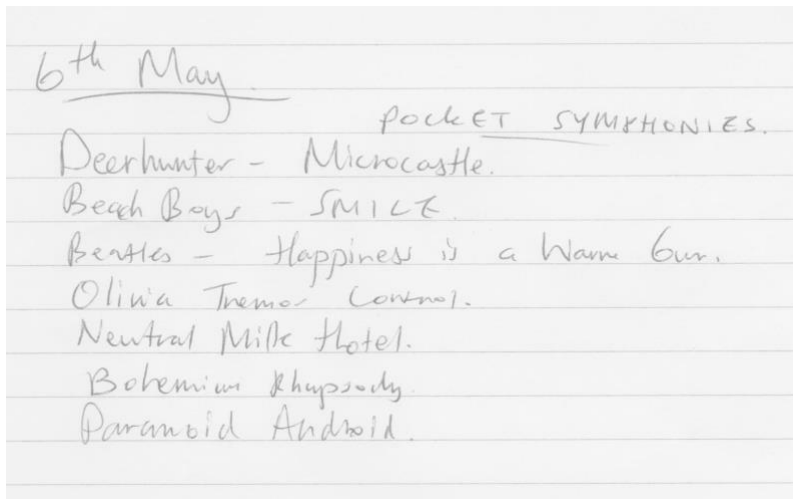 6th May.
POCKET SYMPHONIES.
Deerhunter - Microcastle.
Beach Boys - SMILE.
Beatles - Happiness is a Warm Gun.
Olivia Tremor Control.
Neutral Milk Hotel.
Bohemian Rhapsody.
Paranoid Android.